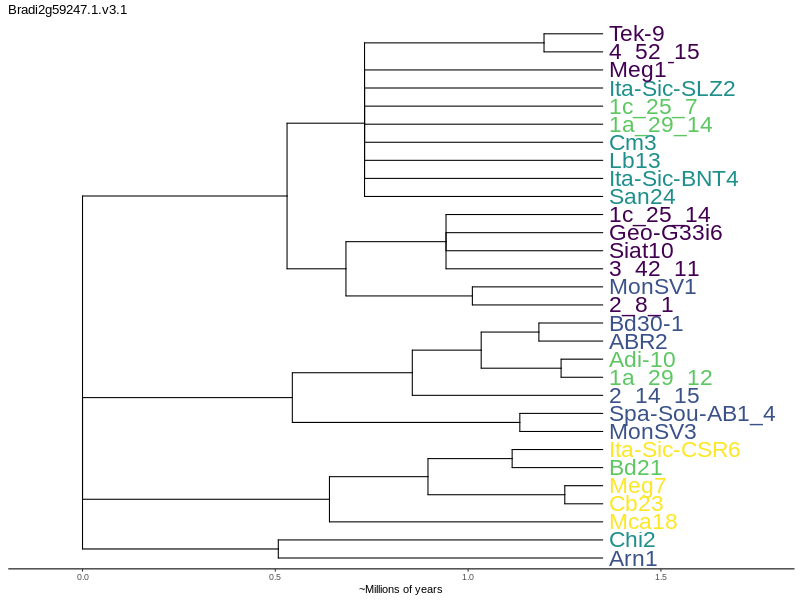 Bradi2g59247.1.v3.1
Tek-9
4_52_15
Meg1
Ita-Sic-SLZ2
1c_25_7
1a_29_14
Cm3
Lb13
Ita-Sic-BNT4
San24
1c_25_14
Geo-G33i6
Siat10
3_42_11
MonSV1
2_8_1
Bd30-1
ABR2
Adi-10
1a_29_12
2_14_15
Spa-Sou-AB1_4
MonSV3
Ita-Sic-CSR6
Bd21
Meg7
Cb23
Mca18
Chi2
Arn1
0.0 0.5 1.0 1.5
~Millions of years